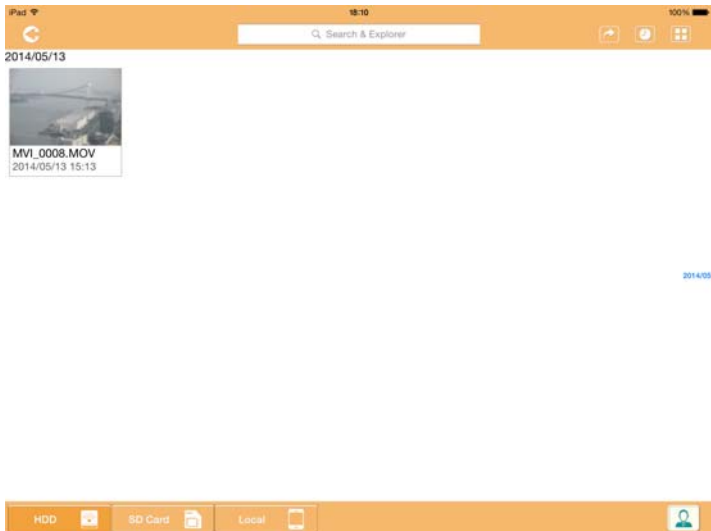 iPad 18:10 100%
Search & Explorer
2014/05/13
MVI_0008.MOV
2014/05/13 15:13
2014/05
HDD SD Card Local